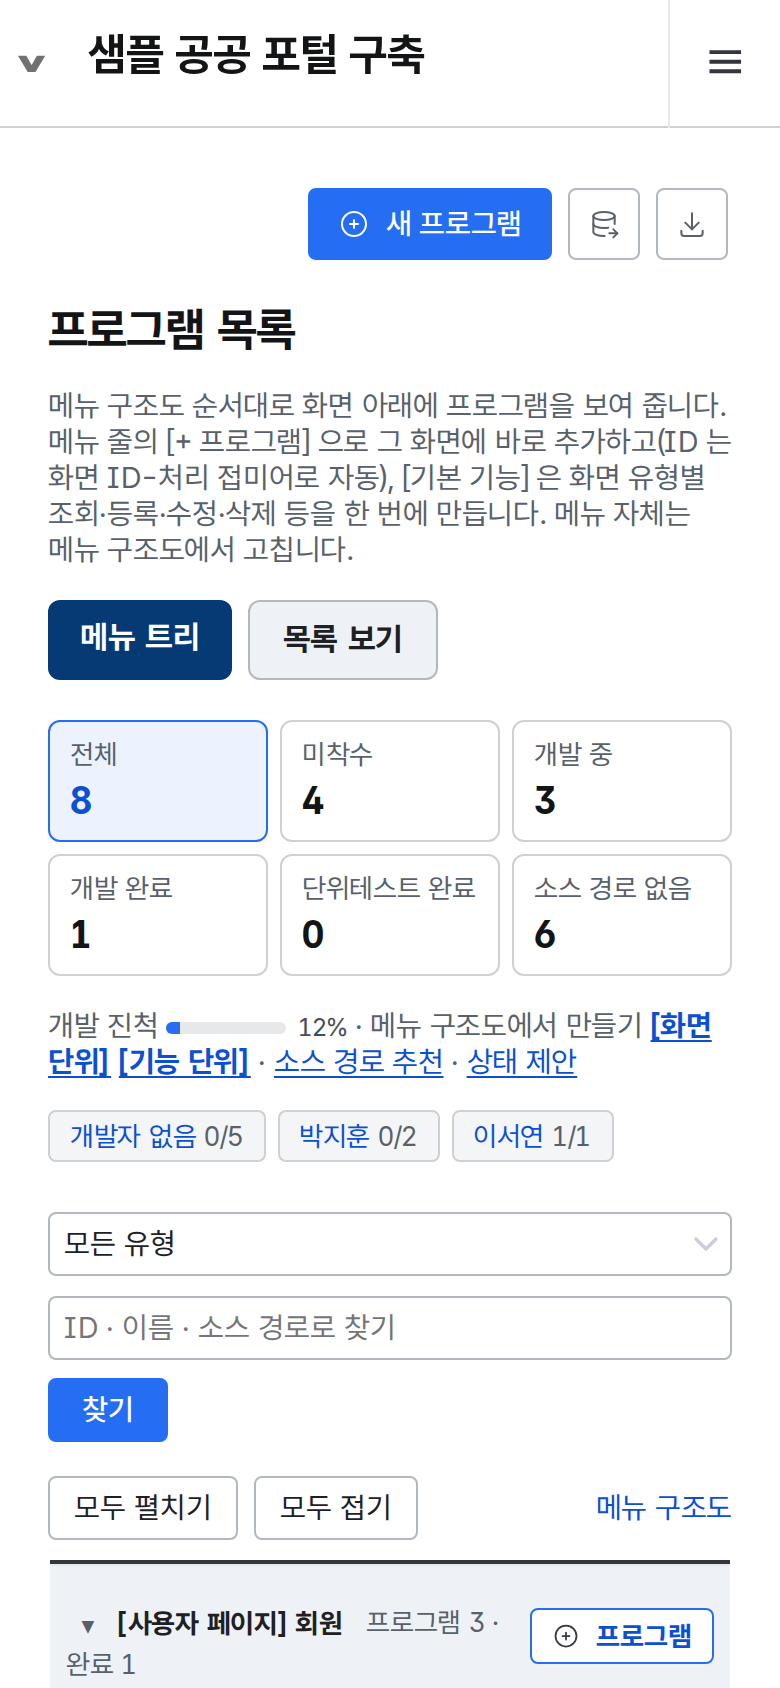 샘플 공공 포털 구축
새 프로그램
프로그램 목록
메뉴 구조도 순서대로 화면 아래에 프로그램을 보여 줍니다.
메뉴 줄의 [+ 프로그램] 으로 그 화면에 바로 추가하고(ID 는
화면 ID-처리 접미어로 자동), [기본 기능] 은 화면 유형별
조회·등록·수정·삭제 등을 한 번에 만듭니다. 메뉴 자체는
메뉴 구조도에서 고칩니다.
메뉴 트리 목록 보기
전체 미착수 개발 중
8 4 3
개발 완료 단위테스트 완료 소스 경로 없음
1 0 6
개발 진척 12% · 메뉴 구조도에서 만들기 [화면
단위] [기능 단위] · 소스 경로 추천 · 상태 제안
개발자 없음 0/5 박지훈 0/2 이서연 1/1
모든 유형
ID · 이름 · 소스 경로로 찾기
찾기
모두 펼치기 모두 접기 메뉴 구조도
▼ [사용자 페이지] 회원 프로그램 3 · 프로그램
완료 1